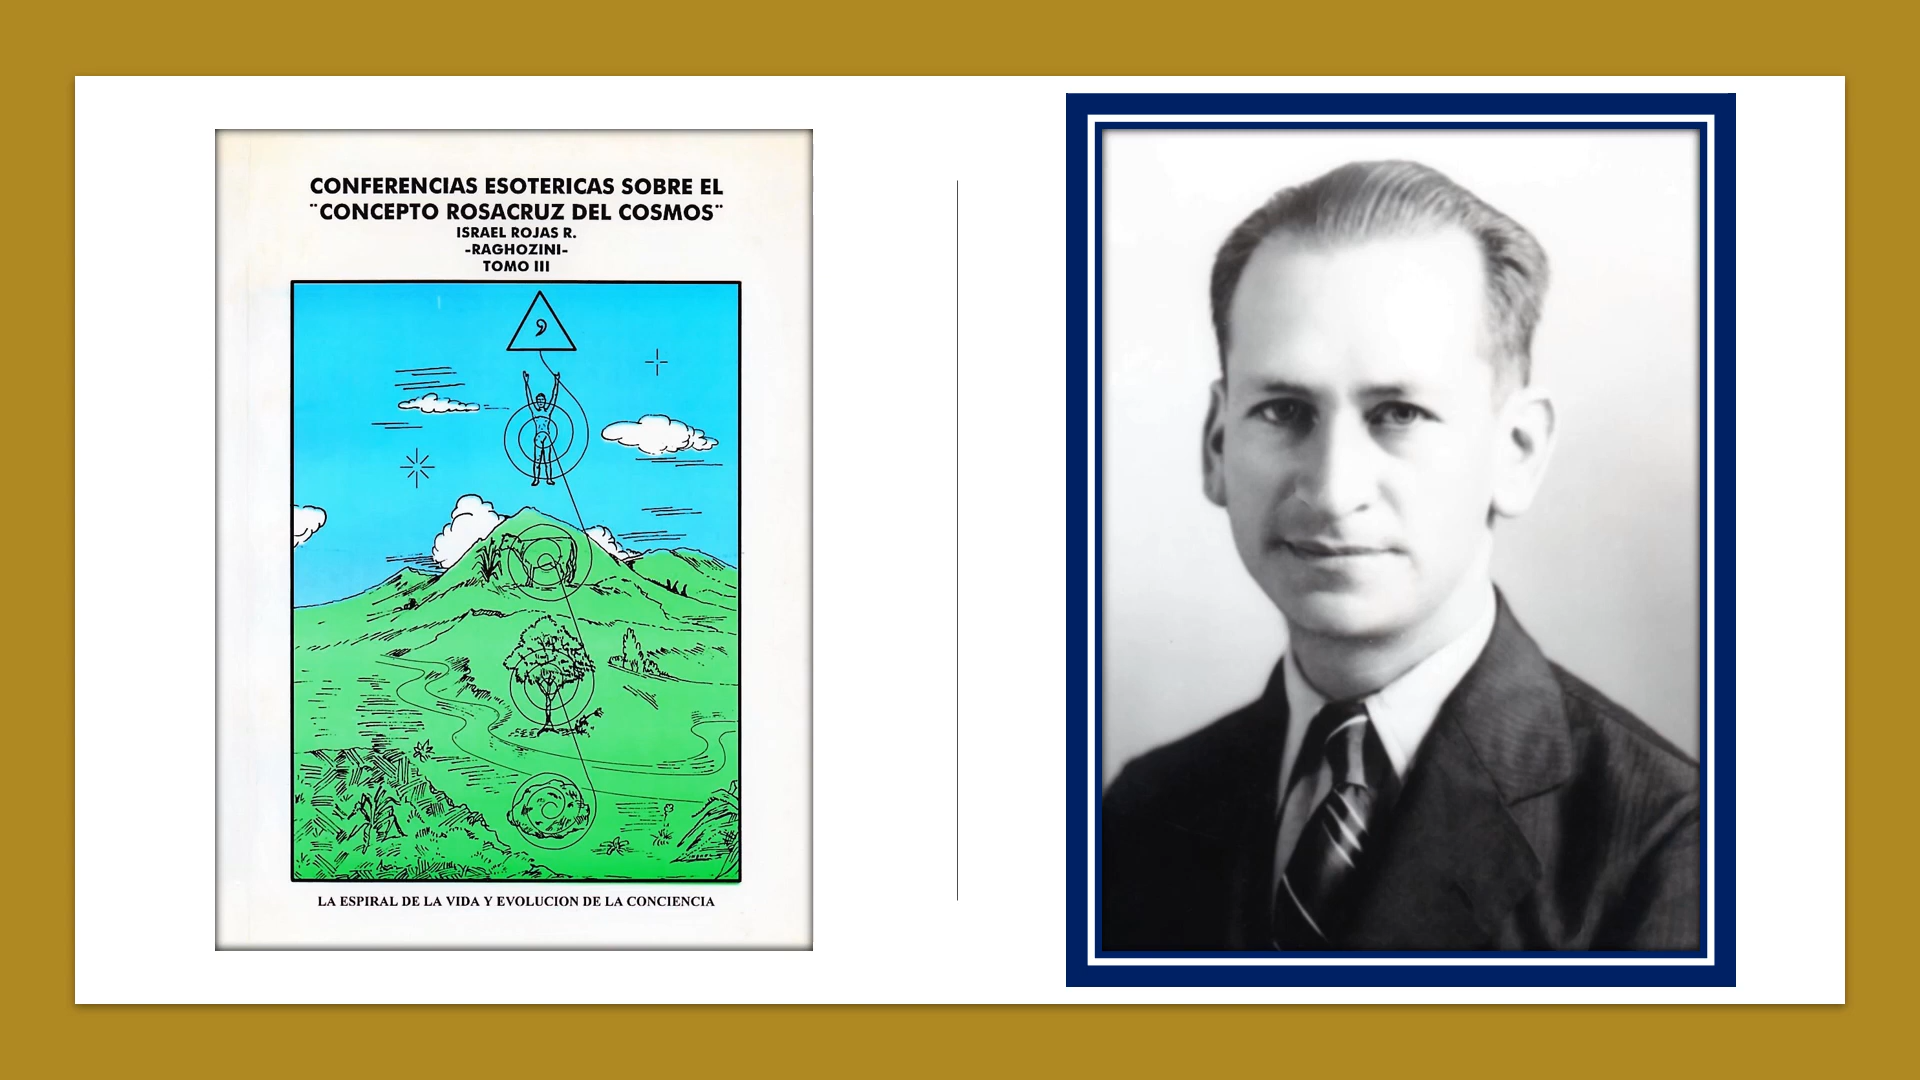 CONFERENCIAS ESOTERICAS SOBRE EL
¨CONCEPTO ROSACRUZ DEL COSMOS¨
ISRAEL ROJAS R.
-RAGHOZINI-
TOMO III
LA ESPIRAL DE LA VIDA Y EVOLUCION DE LA CONCIENCIA